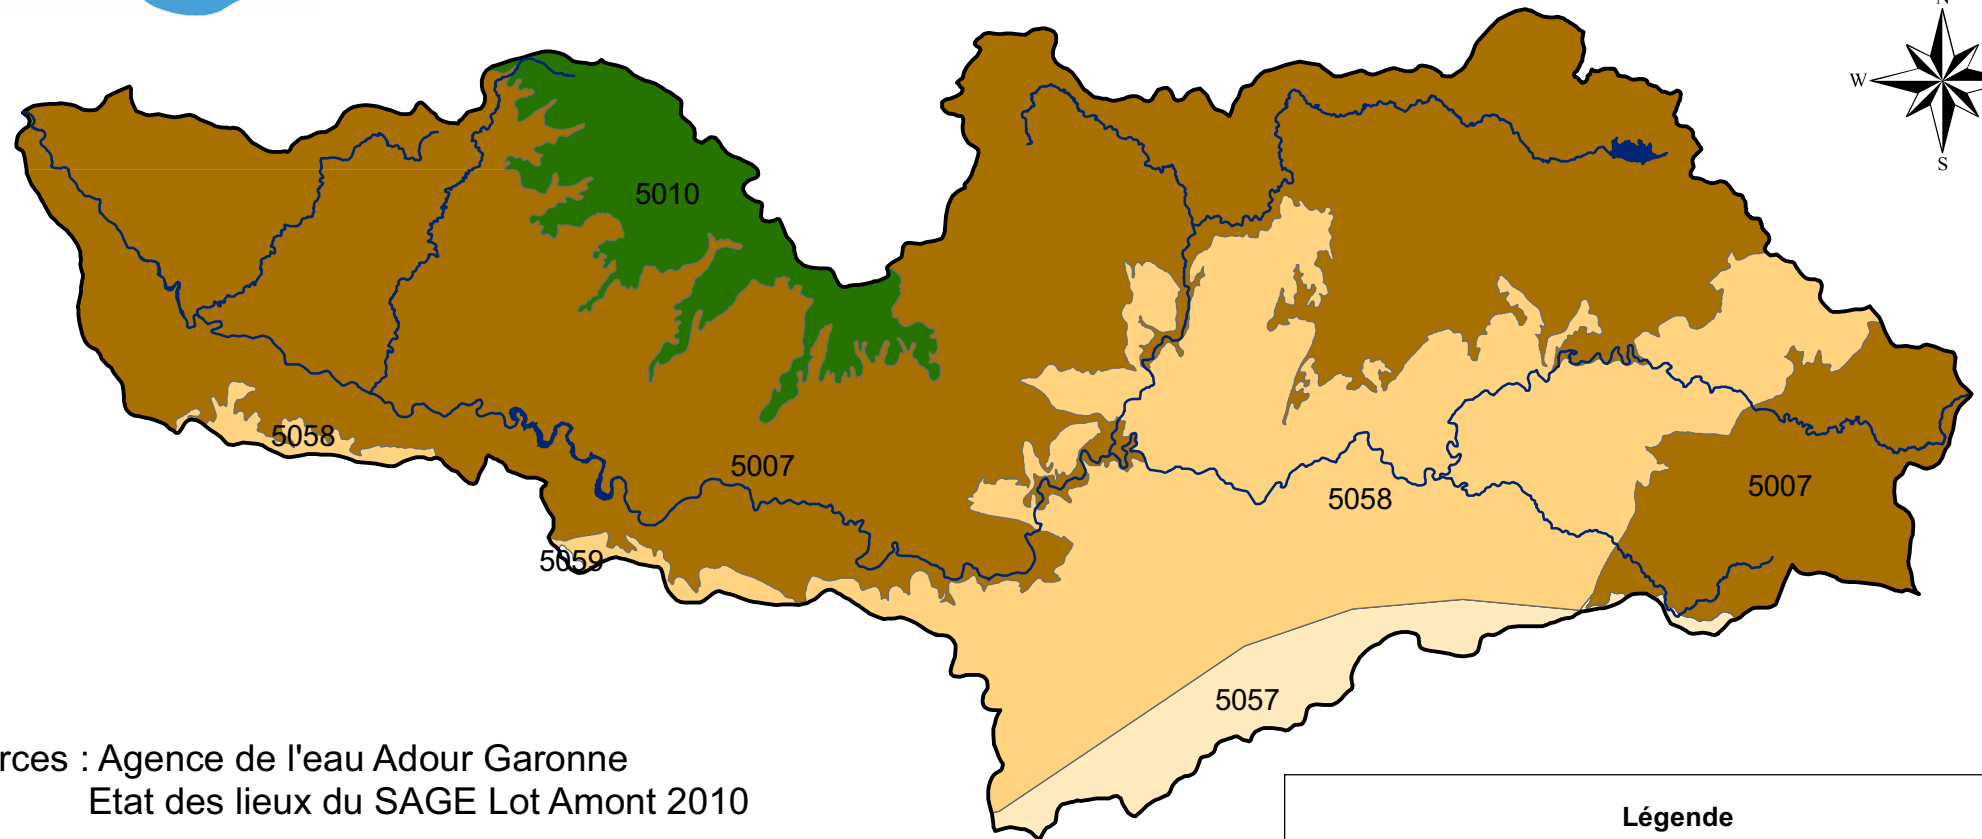 N
W
S
5010
5058
5007
5007
5058
5059
5057
rces : Agence de l'eau Adour Garonne
Etat des lieux du SAGE Lot Amont 2010
Légende